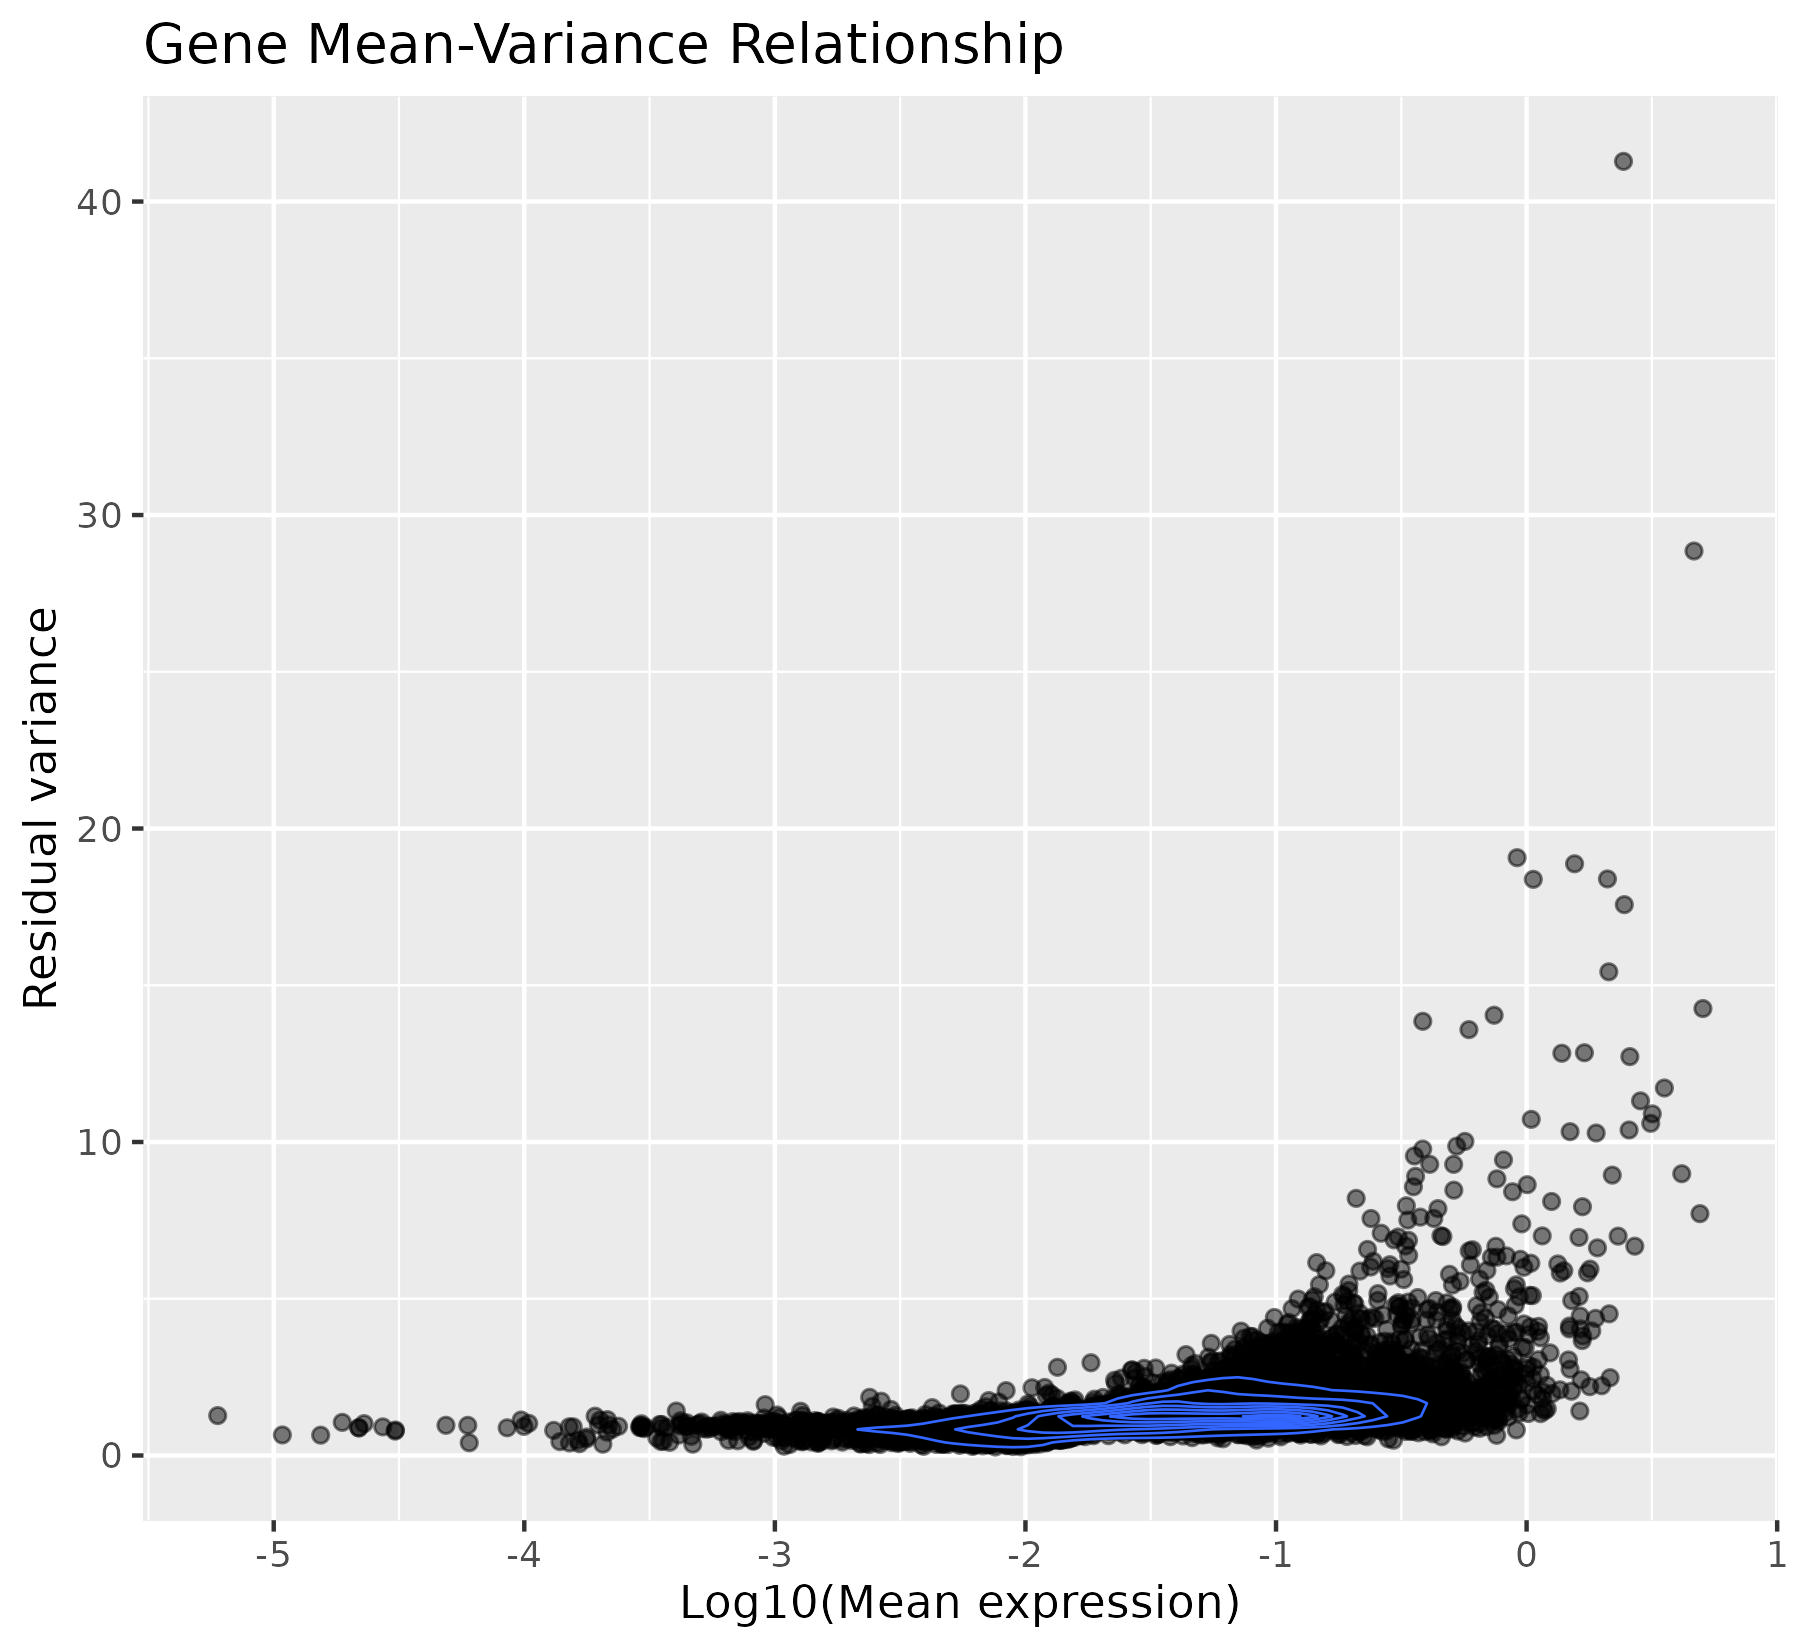 Gene Mean-Variance Relationship
40
30
20
10
0
Residual variance
-5 -4 -3 -2 -1 0 1
Log10(Mean expression)